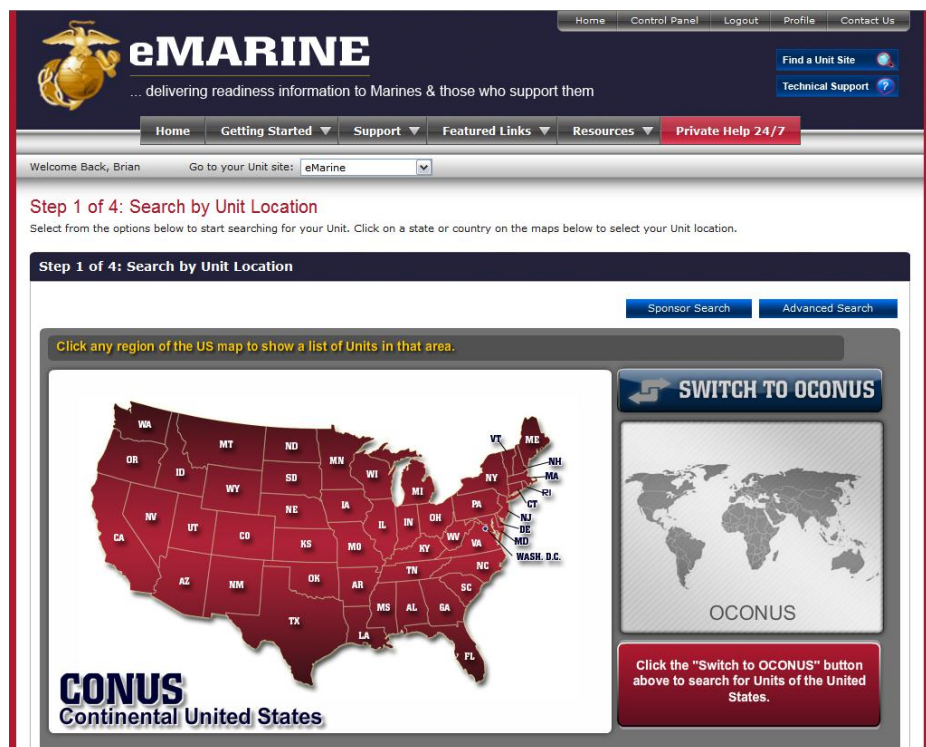 Home Control Panel Logout Profile Contact Us
eMARINE
... delivering readiness information to Marines & those who support them
Find a Unit Site
Technical Support ?
Home Getting Started Support Featured Links Resources Private Help 24/7
Welcome Back, Brian Go to your Unit site: eMarine
Step 1 of 4: Search by Unit Location
Select from the options below to start searching for your Unit. Click on a state or country on the maps below to select your Unit location.
Step 1 of 4: Search by Unit Location
Sponsor Search Advanced Search
Click any region of the US map to show a list of Units in that area.
SWITCH TO OCONUS
WA
MT
ND
MN
VT
ME
OR
ID
WY
SD
WI
MI
NY
NH
MA
RI
CT
NV
UT
NE
IA
IL
IN
OH
PA
NJ
DE
MD
WASH. D.C.
CA
CO
KS
MO
KY
WV
VA
AZ
NM
OK
AR
TN
NC
SC
TX
LA
MS
AL
GA
FL
CONUS
Continental United States
OCONUS
Click the "Switch to OCONUS" button
above to search for Units of the United
States.